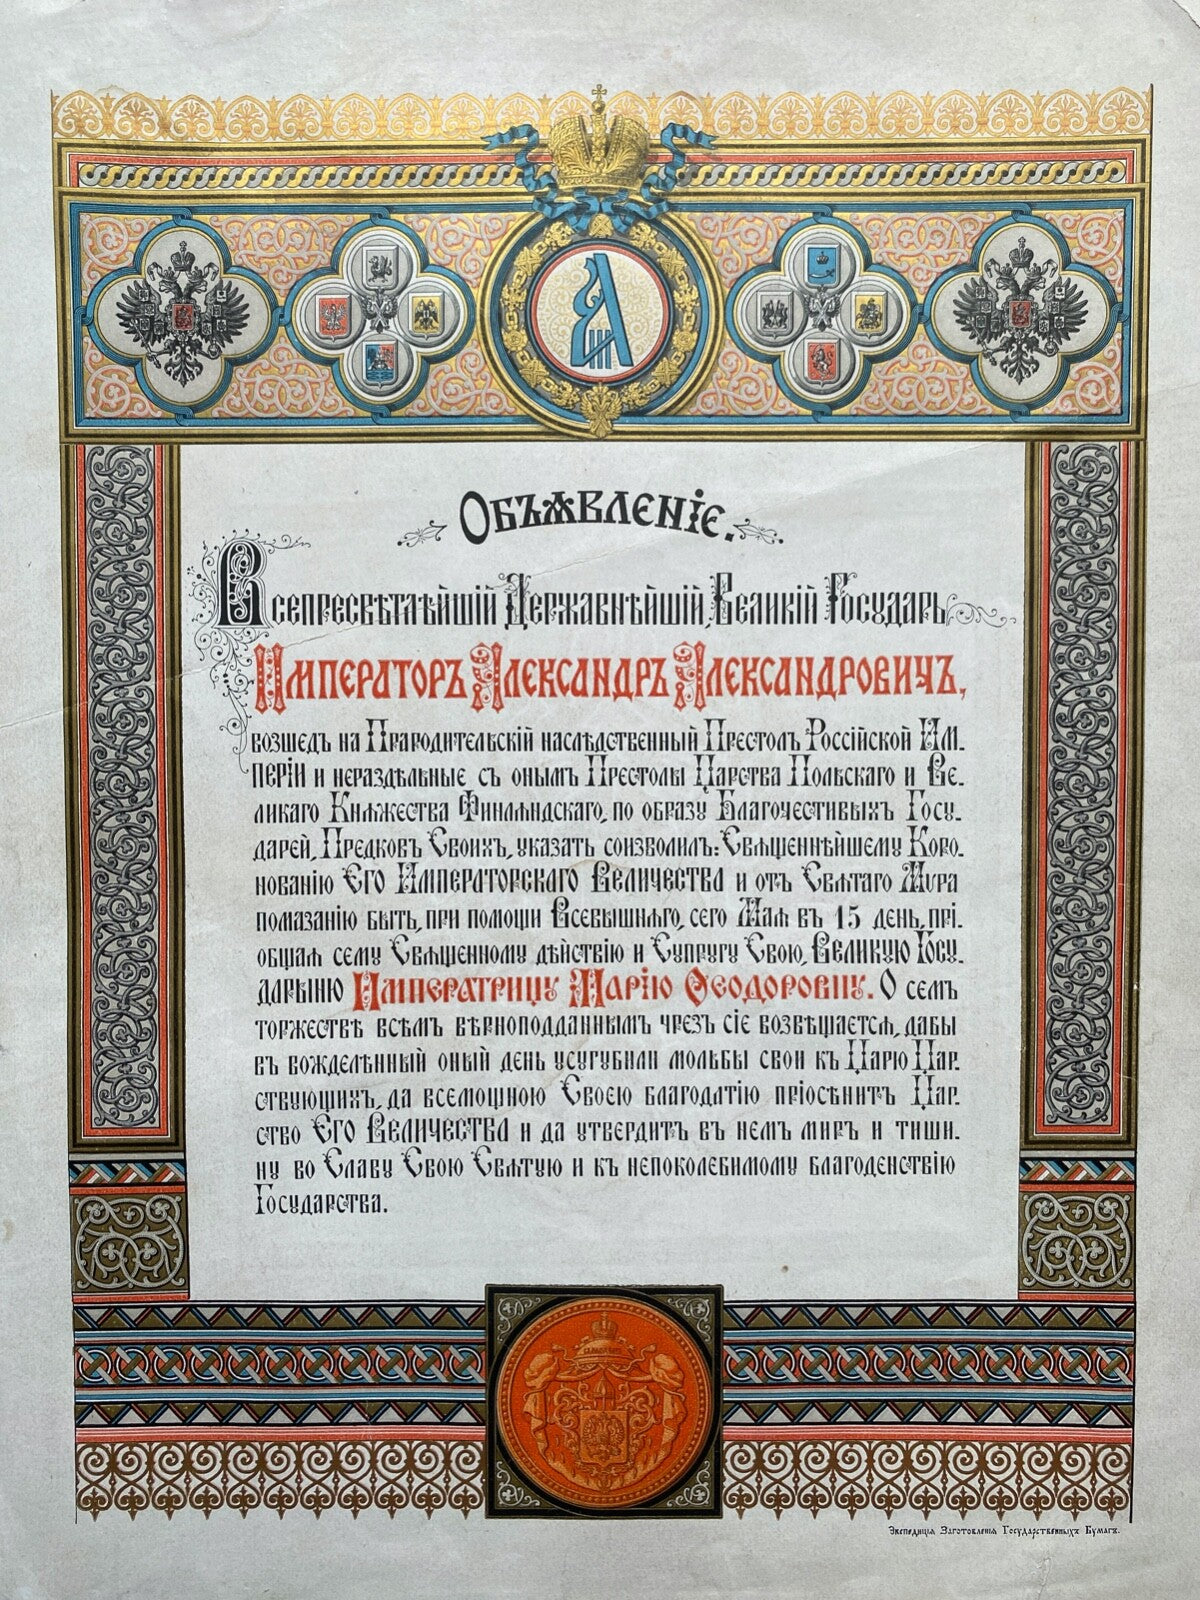 Объѧвленіе.
Всепресвѣтлѣйшій Державнѣйшій Великій Государь
Императоръ Александръ Александровичъ,
возшедъ на Прародительскій наслѣдственный Престолъ Россійской Им-
періи и нераздѣльные съ онымъ Престолы Царства Польскаго и Ве-
ликаго Княжества Финляндскаго, по образу Благочестивыхъ Госу-
дарей, Предковъ Своихъ, указать соизволилъ: Священнѣйшему Коро-
нованію Его Императорскаго Величества и отъ Святаго Мѵра
помазанію быть, при помощи Всевышняго, сего Мая въ 15 день, прі-
общая сему Священному дѣйствію и Супругу Свою, Великую Госу-
дарыню Императрицу Марію Ѳеодоровну. О семъ
торжествѣ всѣмъ вѣрноподданнымъ чрезъ сіе возвѣщается, дабы
въ вожделѣнный оный день усугубили мольбы свои къ Царю Цар-
ствующихъ, да всемощною Своею благодатію пріосѣнитъ Цар-
ство Его Величества и да утвердитъ въ немъ миръ и тиши-
ну во Славу Свою Святую и къ непоколебимому благоденствію
Государства.
Экспедиція Заготовленія Государственныхъ Бумагъ.